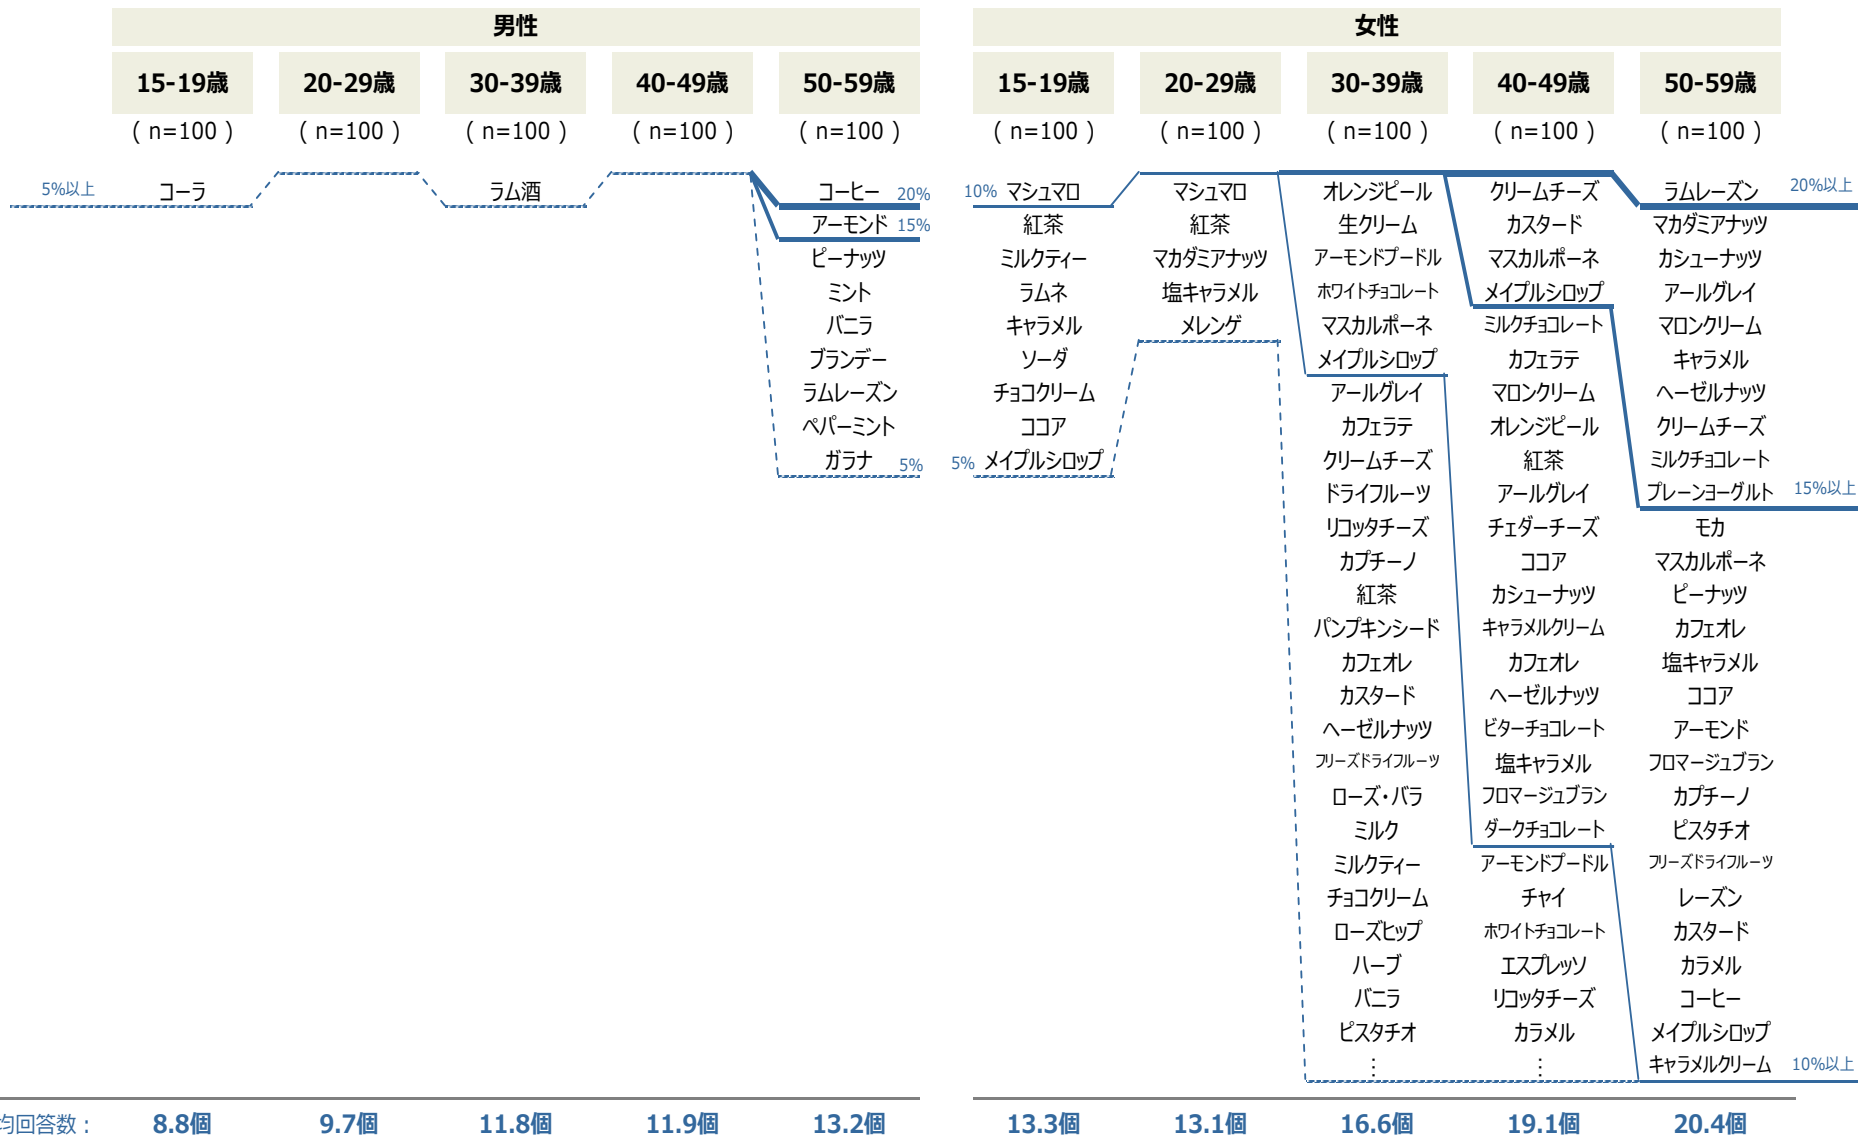 男性 女性
15-19歳 20-29歳 30-39歳 40-49歳 50-59歳 15-19歳 20-29歳 30-39歳 40-49歳 50-59歳
( n=100 ) ( n=100 ) ( n=100 ) ( n=100 ) ( n=100 ) ( n=100 ) ( n=100 ) ( n=100 ) ( n=100 ) ( n=100 )
5%以上 コーラ ラム酒 コーヒー 20% 10% マシュマロ マシュマロ オレンジピール クリームチーズ ラムレーズン 20%以上
アーモンド 15% 紅茶 紅茶 生クリーム カスタード マカダミアナッツ
ピーナッツ ミルクティー マカダミアナッツ アーモンドプードル マスカルポーネ カシューナッツ
ミント ラムネ 塩キャラメル ホワイトチョコレート メイプルシロップ アールグレイ
バニラ キャラメル メレンゲ マスカルポーネ ミルクチョコレート マロンクリーム
ブランデー ソーダ メイプルシロップ カフェラテ キャラメル
ラムレーズン チョコクリーム アールグレイ マロンクリーム ヘーゼルナッツ
ペパーミント ココア カフェラテ オレンジピール クリームチーズ
ガラナ 5% 5% メイプルシロップ クリームチーズ 紅茶 ミルクチョコレート
ドライフルーツ アールグレイ プレーンヨーグルト 15%以上
リコッタチーズ チェダーチーズ モカ
カプチーノ ココア マスカルポーネ
紅茶 カシューナッツ ピーナッツ
パンプキンシード キャラメルクリーム カフェオレ
カフェオレ カフェオレ 塩キャラメル
カスタード ヘーゼルナッツ ココア
ヘーゼルナッツ ビターチョコレート アーモンド
フリーズドライフルーツ 塩キャラメル フロマージュブラン
ローズ・バラ フロマージュブラン カプチーノ
ミルク ダークチョコレート ピスタチオ
ミルクティー アーモンドプードル フリーズドライフルーツ
チョコクリーム チャイ レーズン
ローズヒップ ホワイトチョコレート カスタード
ハーブ エスプレッソ カラメル
バニラ リコッタチーズ コーヒー
ピスタチオ カラメル メイプルシロップ
… … キャラメルクリーム 10%以上
均回答数： 8.8個 9.7個 11.8個 11.9個 13.2個 13.3個 13.1個 16.6個 19.1個 20.4個